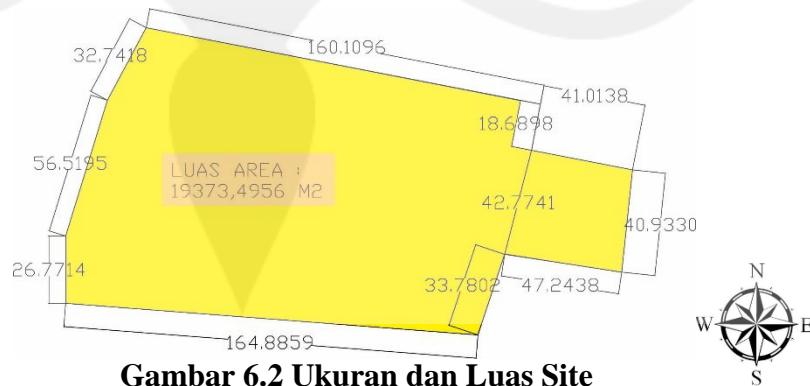 160.1096
32.7418
41.0138
18.6898
56.5195
LUAS AREA :
19373,4956 M2
42.7741
40.9330
26.7714
33.7802
47.2438
164.8859
N
W
E
S
Gambar 6.2 Ukuran dan Luas Site